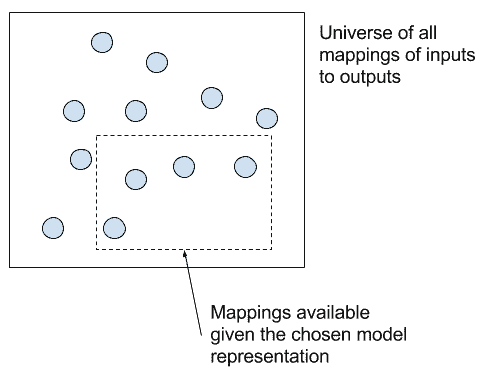 Universe of all
mappings of inputs
to outputs
Mappings available
given the chosen model
representation